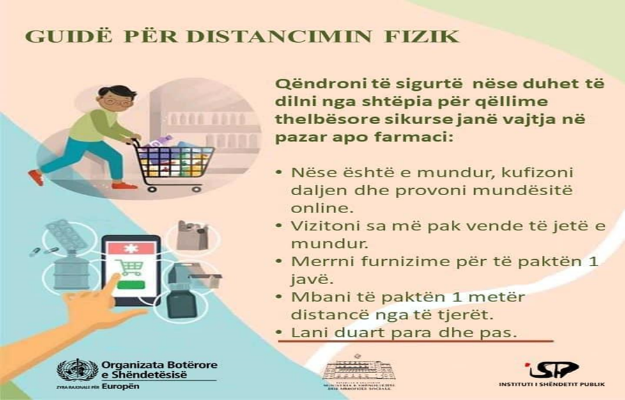 GUIDË PËR DISTANCIMIN FIZIK
Qëndroni të sigurtë nëse duhet të
dilni nga shtëpia për qëllime
thelbësore sikurse janë vajtja në
pazar apo farmaci:
• Nëse është e mundur, kufizoni
daljen dhe provoni mundësitë
online.
• Vizitoni sa më pak vende të jetë e
mundur.
• Merrni furnizime për të paktën 1
javë.
• Mbani të paktën 1 metër
distancë nga të tjerët.
• Lani duart para dhe pas.
Organizata Botërore
e Shëndetësisë
ZYRA RAJONALE PËR Europën
ISP
INSTITUTI I SHËNDETIT PUBLIK